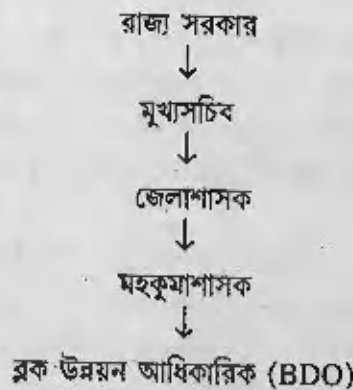 রাজ্য সরকার
↓
মুখ্যসচিব
↓
জেলাশাসক
↓
মহকুমাশাসক
↓
ব্লক উন্নয়ন আধিকারিক (BDO)